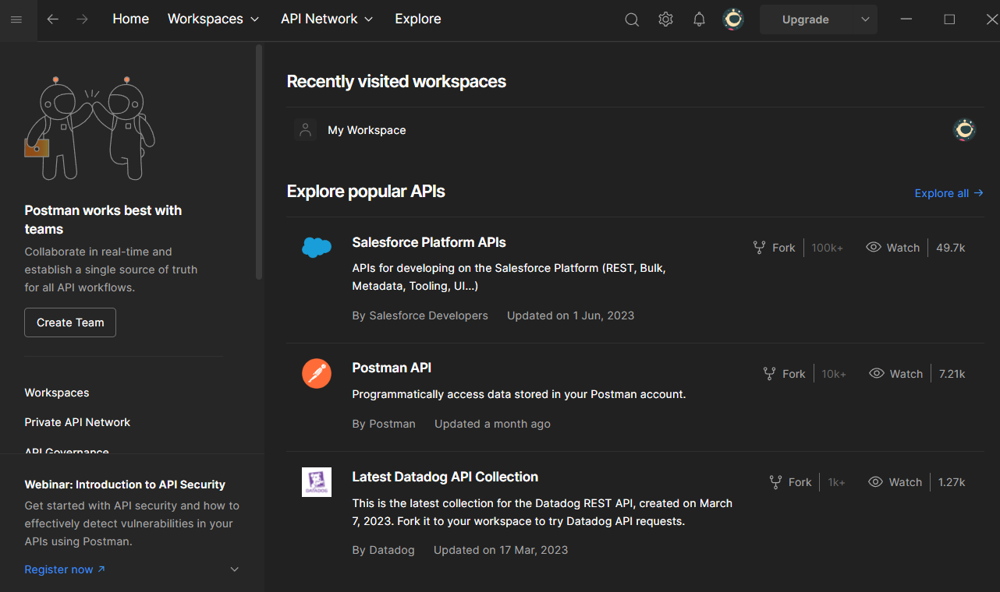 Home Workspaces API Network Explore
Upgrade
Postman works best with
teams
Collaborate in real-time and
establish a single source of truth
for all API workflows.
Create Team
Workspaces
Private API Network
API Governance
Webinar: Introduction to API Security
Get started with API security and how to
effectively detect vulnerabilities in your
APIs using Postman.
Register now
Recently visited workspaces
My Workspace
Explore popular APIs
Explore all
Salesforce Platform APIs
Fork 100k+ Watch 49.7k
APIs for developing on the Salesforce Platform (REST, Bulk,
Metadata, Tooling, UI...)
By Salesforce Developers Updated on 1 Jun, 2023
Postman API
Fork 10k+ Watch 7.21k
Programmatically access data stored in your Postman account.
By Postman Updated a month ago
DATADOG
Latest Datadog API Collection
Fork 1k+ Watch 1.27k
This is the latest collection for the Datadog REST API, created on March
7, 2023. Fork it to your workspace to try Datadog API requests.
By Datadog Updated on 17 Mar, 2023